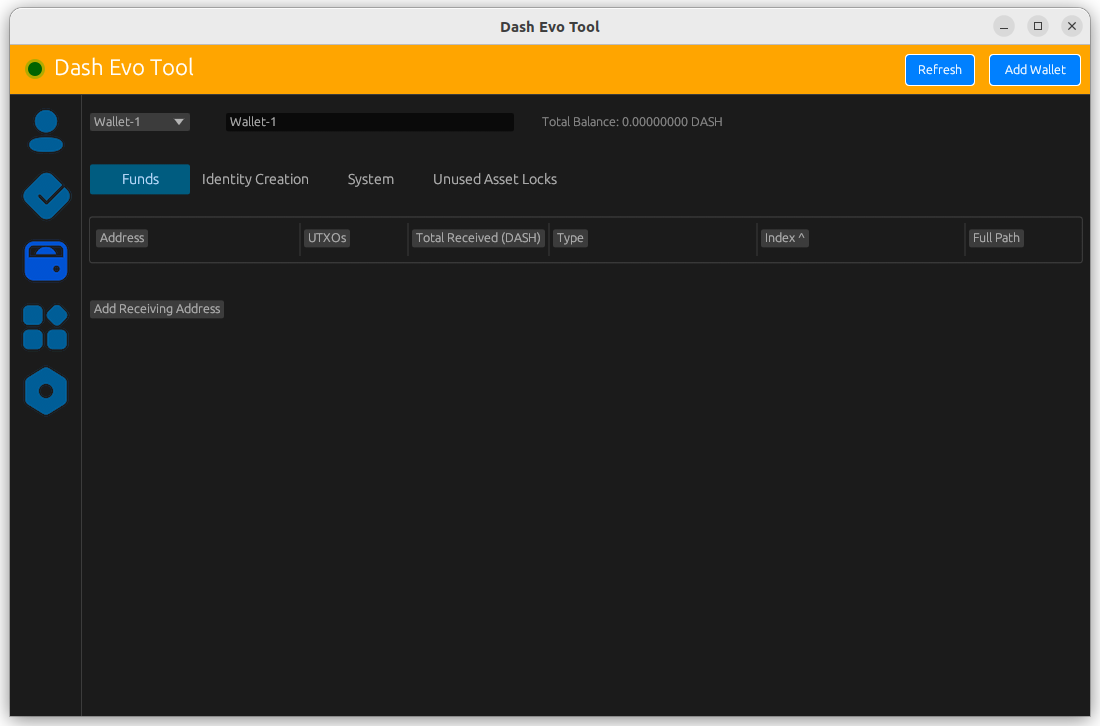 Dash Evo Tool
Dash Evo Tool
Refresh
Add Wallet
Wallet-1
Wallet-1
Total Balance: 0.00000000 DASH
Funds
Identity Creation
System
Unused Asset Locks
Address
UTXOs
Total Received (DASH)
Type
Index ^
Full Path
Add Receiving Address